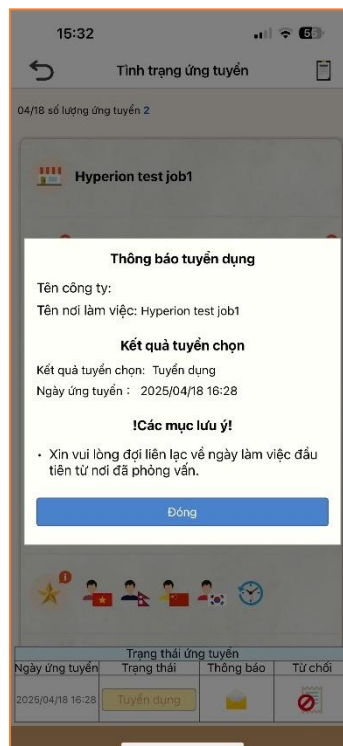 15:32
66
Tình trạng ứng tuyển
04/18 số lượng ứng tuyển 2
Hyperion test job1
Thông báo tuyển dụng
Tên công ty:
Tên nơi làm việc: Hyperion test job1
Kết quả tuyển chọn
Kết quả tuyển chọn: Tuyển dụng
Ngày ứng tuyển : 2025/04/18 16:28
!Các mục lưu ý!
• Xin vui lòng đợi liên lạc về ngày làm việc đầu
tiên từ nơi đã phỏng vấn.
Đóng
Trạng thái ứng tuyển
Ngày ứng tuyển Trạng thái Thông báo Từ chối
2025/04/18 16:28 Tuyển dụng